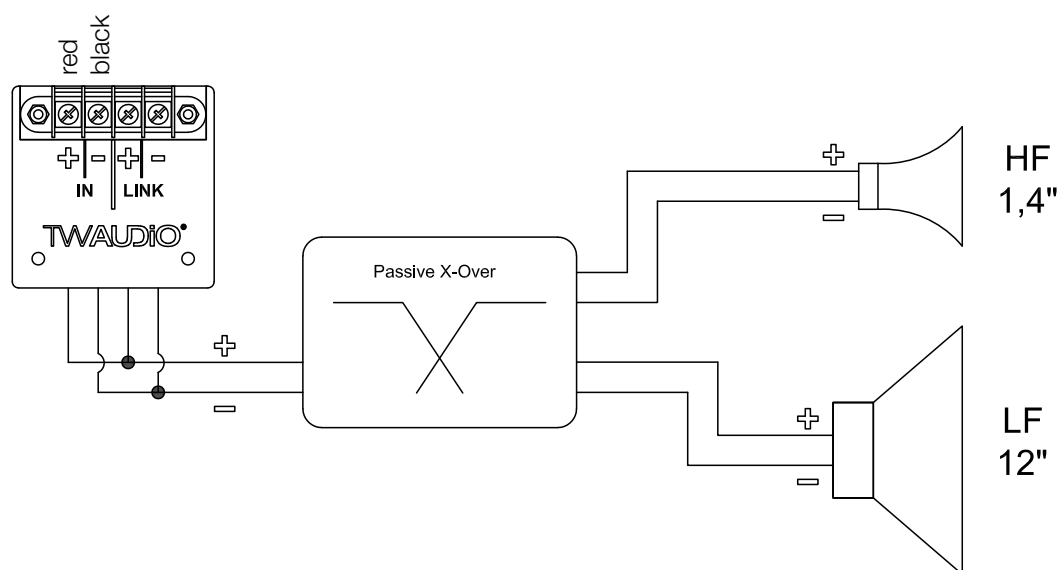 red
black
+ - + -
IN LINK
TWAUDiO
Passive X-Over
+
-
+
-
HF
1,4"
+
-
LF
12"